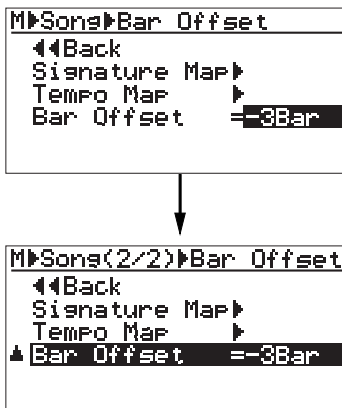 M▶Song▶Bar Offset
◀◀Back
Signature Map▶
Tempo Map ▶
Bar Offset =-3Bar
M▶Song(2/2)▶Bar Offset
◀◀Back
Signature Map▶
Tempo Map ▶
Bar Offset =-3Bar